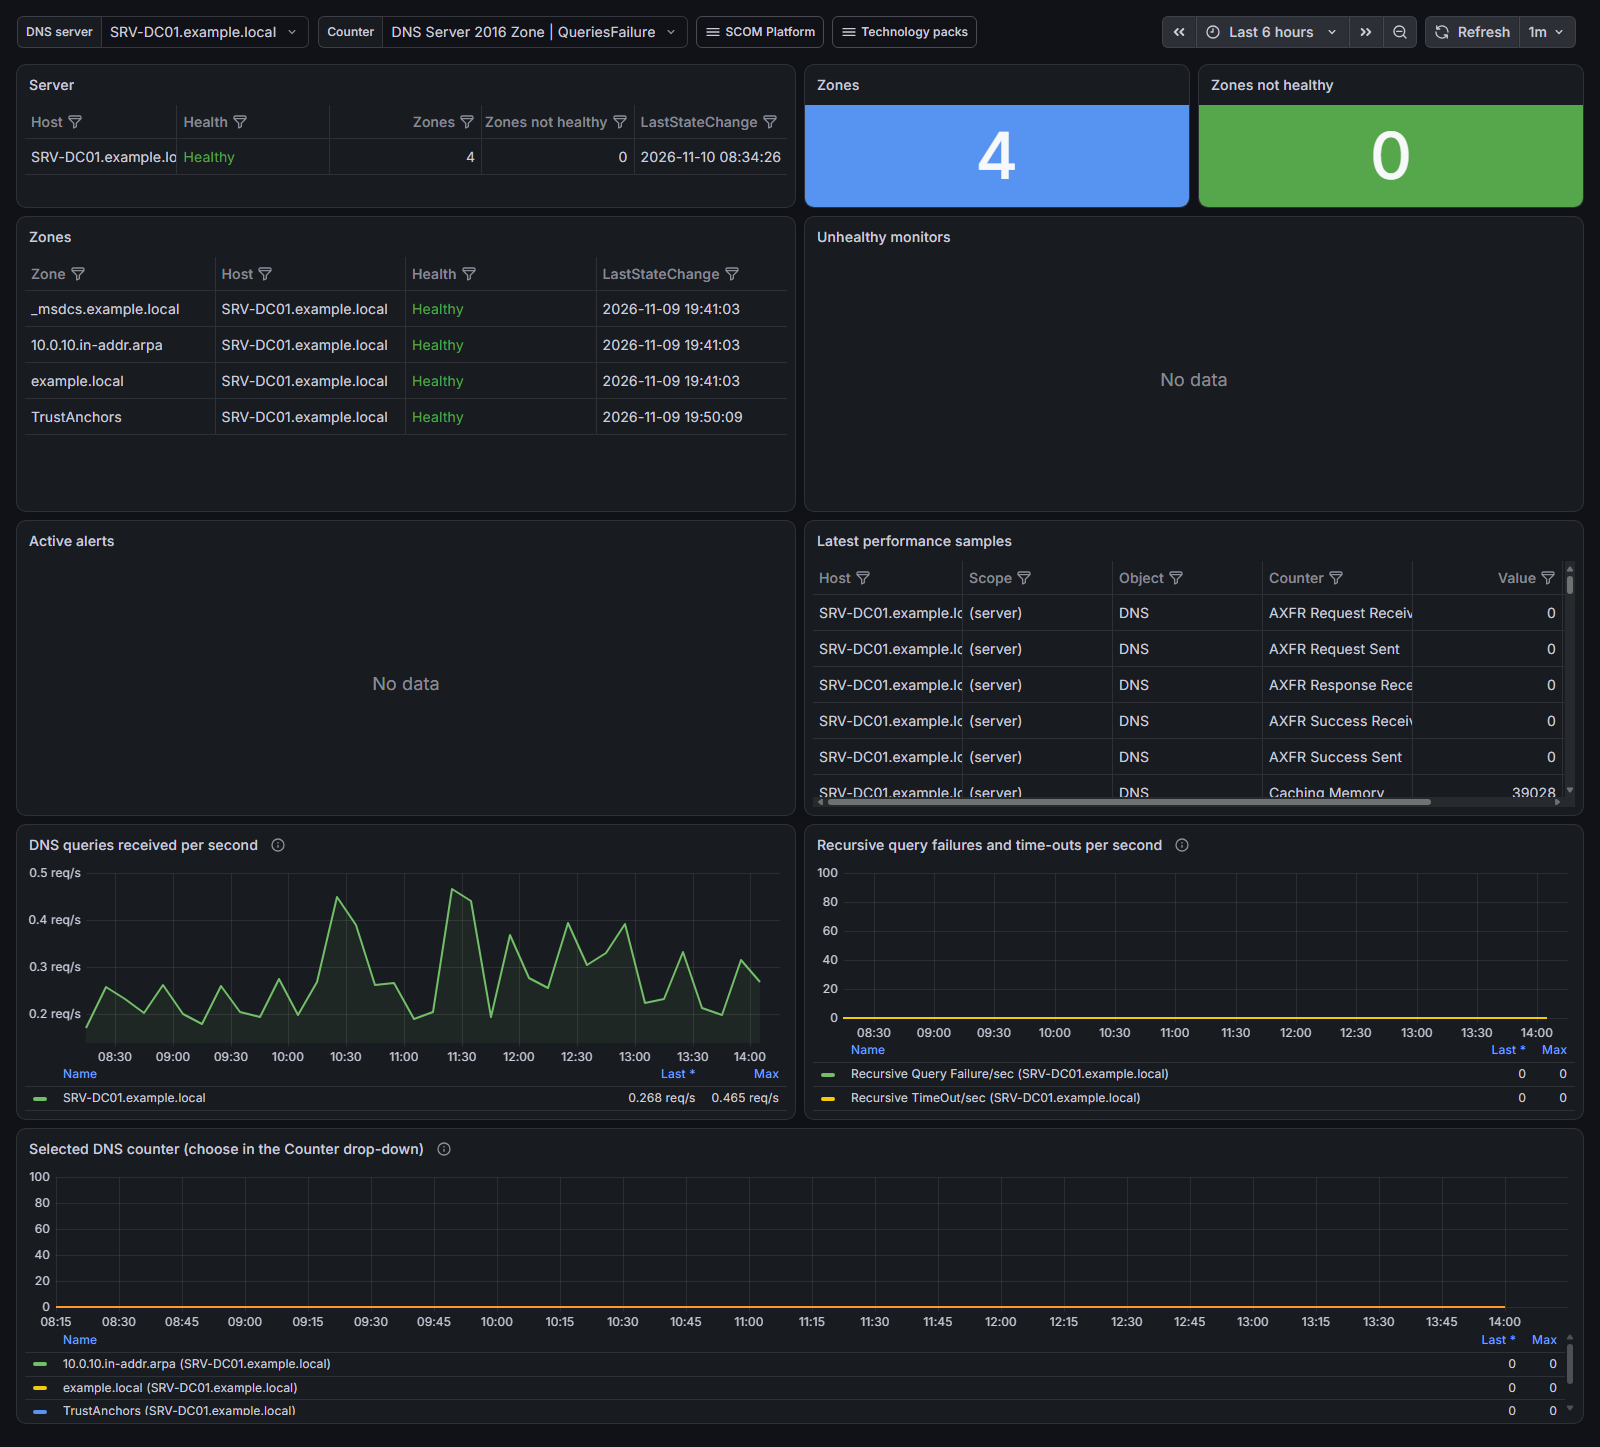 DNS server SRV-DC01.example.local Counter DNS Server 2016 Zone | QueriesFailure SCOM Platform Technology packs Last 6 hours Refresh 1m
Server
Host Health Zones Zones not healthy LastStateChange
SRV-DC01.example.lo Healthy 4 0 2026-11-10 08:34:26
Zones
4
Zones not healthy
0
Zones
Zone Host Health LastStateChange
_msdcs.example.local SRV-DC01.example.local Healthy 2026-11-09 19:41:03
10.0.10.in-addr.arpa SRV-DC01.example.local Healthy 2026-11-09 19:41:03
example.local SRV-DC01.example.local Healthy 2026-11-09 19:41:03
TrustAnchors SRV-DC01.example.local Healthy 2026-11-09 19:50:09
Unhealthy monitors
No data
Active alerts
No data
Latest performance samples
Host Scope Object Counter Value
SRV-DC01.example.lc (server) DNS AXFR Request Receiv 0
SRV-DC01.example.lc (server) DNS AXFR Request Sent 0
SRV-DC01.example.lc (server) DNS AXFR Response Rece 0
SRV-DC01.example.lc (server) DNS AXFR Success Receiv 0
SRV-DC01.example.lc (server) DNS AXFR Success Sent 0
SRV-DC01.example.lc (server) DNS Caching Memory 39028
DNS queries received per second
0.5 req/s
0.4 req/s
0.3 req/s
0.2 req/s
08:30 09:00 09:30 10:00 10:30 11:00 11:30 12:00 12:30 13:00 13:30 14:00
Name Last * Max
SRV-DC01.example.local 0.268 req/s 0.465 req/s
Recursive query failures and time-outs per second
100
80
60
40
20
0
08:30 09:00 09:30 10:00 10:30 11:00 11:30 12:00 12:30 13:00 13:30 14:00
Name Last * Max
Recursive Query Failure/sec (SRV-DC01.example.local) 0 0
Recursive TimeOut/sec (SRV-DC01.example.local) 0 0
Selected DNS counter (choose in the Counter drop-down)
100
80
60
40
20
0
08:15 08:30 08:45 09:00 09:15 09:30 09:45 10:00 10:15 10:30 10:45 11:00 11:15 11:30 11:45 12:00 12:15 12:30 12:45 13:00 13:15 13:30 13:45 14:00
Name Last * Max
10.0.10.in-addr.arpa (SRV-DC01.example.local) 0 0
example.local (SRV-DC01.example.local) 0 0
TrustAnchors (SRV-DC01.example.local) 0 0